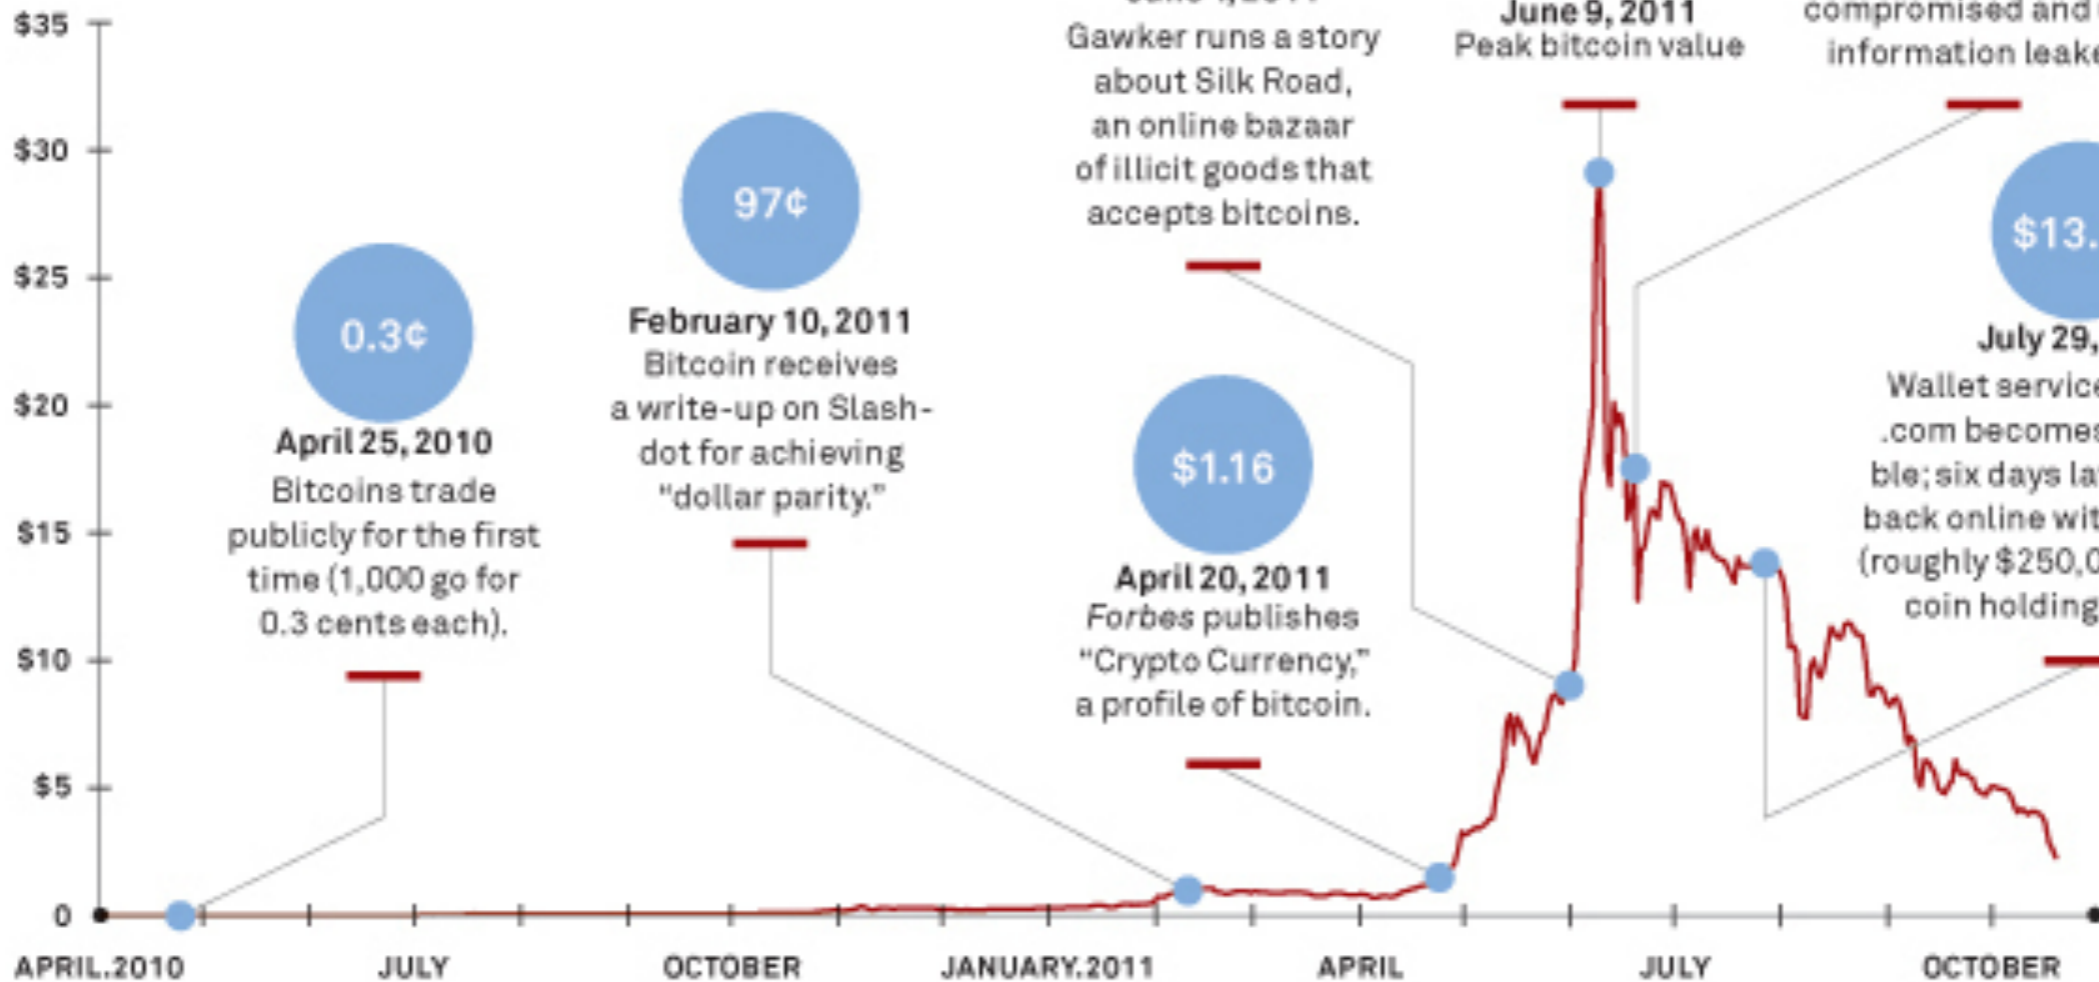 $35
$30
$25
$20
$15
$10
$5
0
0.3¢
April 25, 2010
Bitcoins trade
publicly for the first
time (1,000 go for
0.3 cents each).
97¢
February 10, 2011
Bitcoin receives
a write-up on Slash-
dot for achieving
“dollar parity.”
Gawker runs a story
about Silk Road,
an online bazaar
of illicit goods that
accepts bitcoins.
$1.16
April 20, 2011
Forbes publishes
“Crypto Currency,”
a profile of bitcoin.
June 9, 2011
Peak bitcoin value
compromised and
information leake
$13.
July 29,
Wallet service
.com becomes
ble; six days la
back online wit
(roughly $250,0
coin holding
APRIL.2010
JULY
OCTOBER
JANUARY.2011
APRIL
JULY
OCTOBER